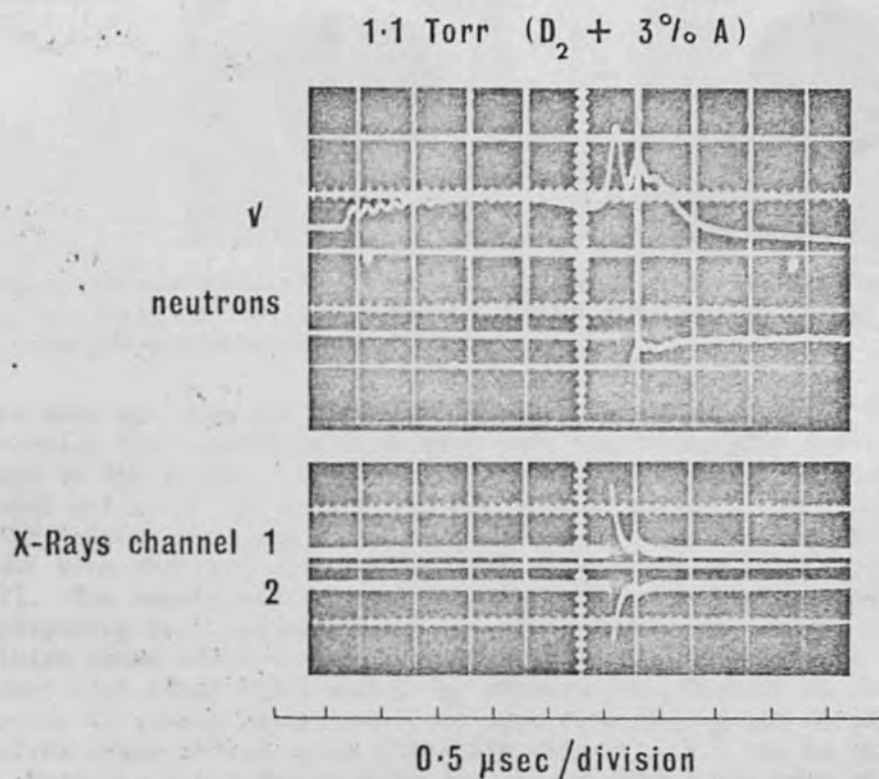 1·1 Torr (D₂ + 3% A)
V
neutrons
X-Rays channel 1
2
0·5 μsec/division